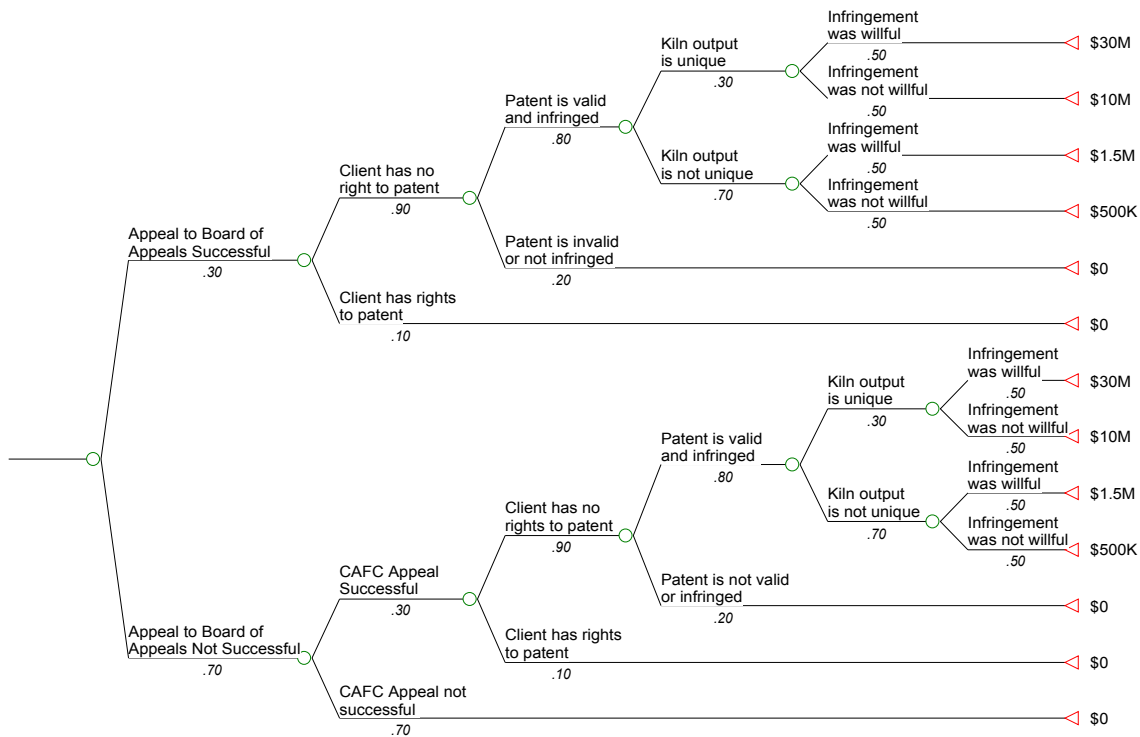 Infringement
was willful
.50
$30M
Kiln output
is unique
.30
Infringement
was not willful
.50
$10M
Patent is valid
and infringed
.80
Infringement
was willful
.50
$1.5M
Kiln output
is not unique
.70
Infringement
was not willful
.50
$500K
Client has no
right to patent
.90
Appeal to Board of
Appeals Successful
.30
Patent is invalid
or not infringed
.20
$0
Client has rights
to patent
.10
$0
Infringement
was willful
.50
$30M
Kiln output
is unique
.30
Infringement
was not willful
.50
$10M
Patent is valid
and infringed
.80
Infringement
was willful
.50
$1.5M
Kiln output
is not unique
.70
Infringement
was not willful
.50
$500K
Client has no
rights to patent
.90
CAFC Appeal
Successful
.30
Patent is not valid
or infringed
.20
$0
Appeal to Board of
Appeals Not Successful
.70
Client has rights
to patent
.10
$0
CAFC Appeal not
successful
.70
$0